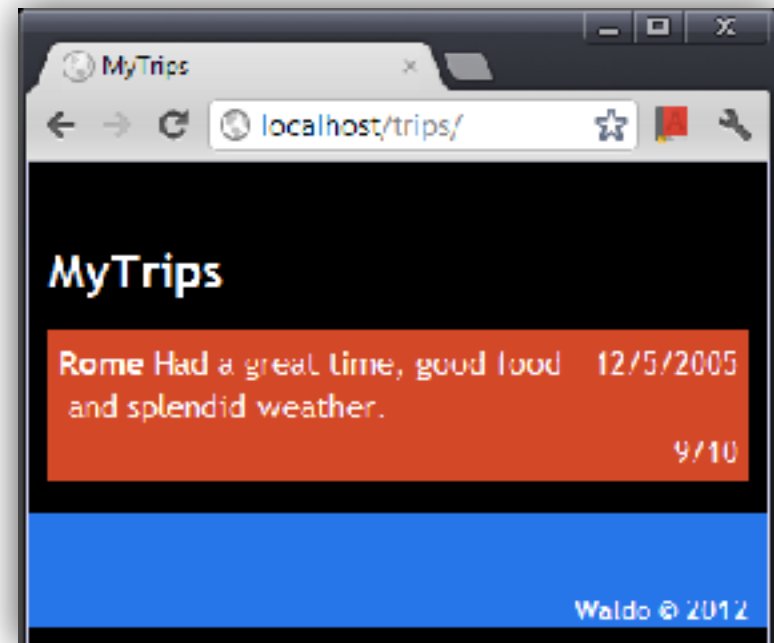 MyTrips
localhost/trips/
MyTrips
Rome Had a great time, good food 12/5/2005
and splendid weather.
9/10
Waldo © 2012